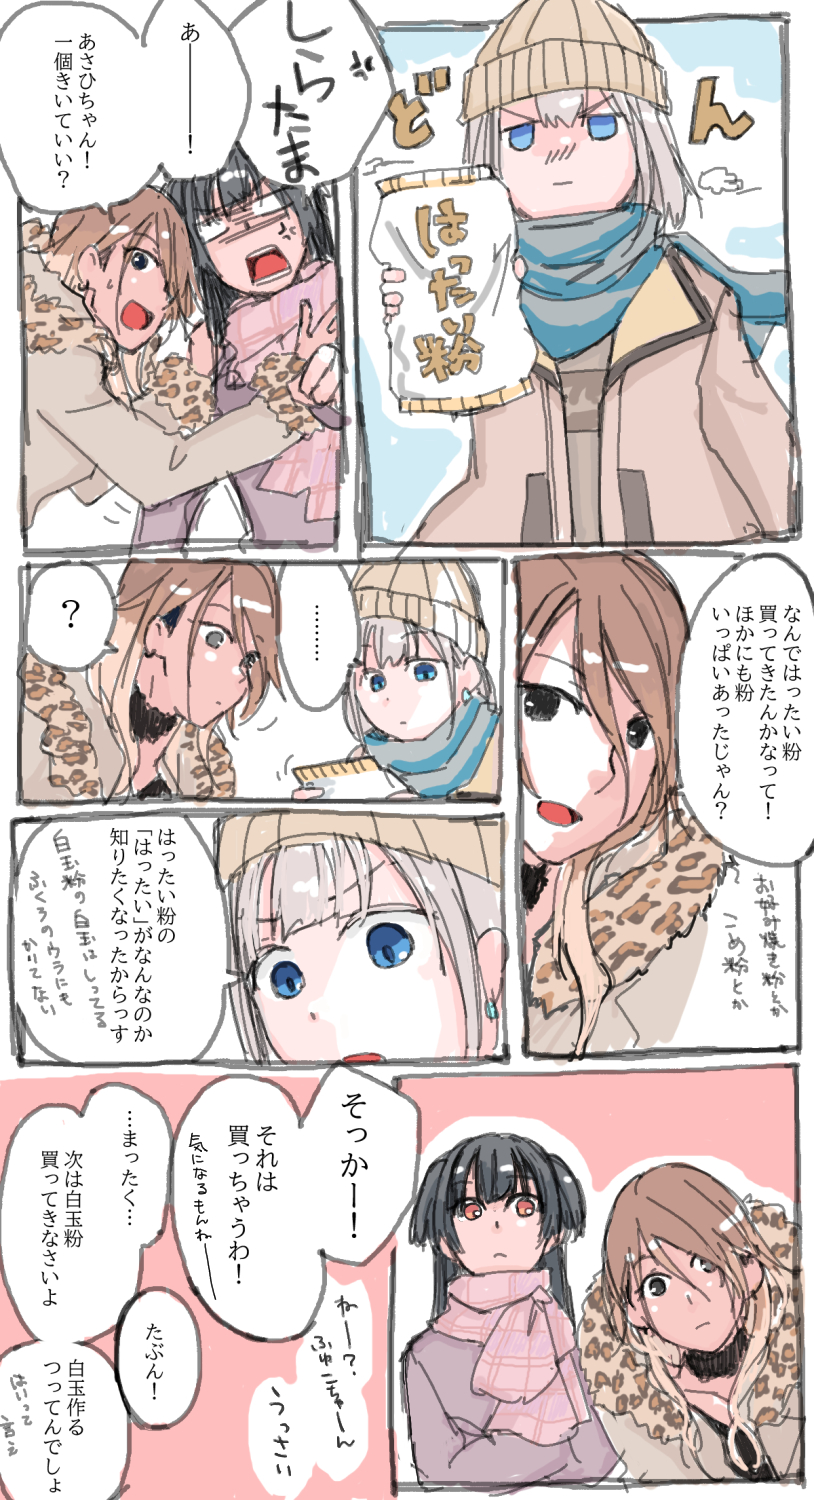 どん
はったい粉
しらたま
あ――！
あさひちゃん！
一個きいていい？
なんではったい粉
買ってきたんかなって！
ほかにも粉
いっぱいあったじゃん？
お好み焼き粉とか
こめ粉とか
………
？
はったい粉の
「はったい」がなんなのか
知りたくなったからっす
白玉粉の白玉はしってる
ふくろのウラにも
かいてない
そっかー！
それは
買っちゃうわ！
気になるもんねー
ねー？
ふゆこちゃーん
うっさい
…まったく…
次は白玉粉
買ってきなさいよ
たぶん！
白玉作る
つってんでしょ
はいって
言え